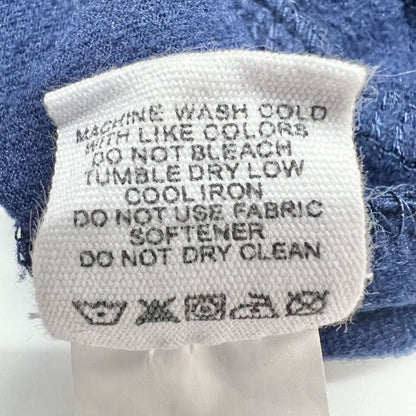 MACHINE WASH COLD
WITH LIKE COLORS
DO NOT BLEACH
TUMBLE DRY LOW
COOL IRON
DO NOT USE FABRIC
SOFTENER
DO NOT DRY CLEAN